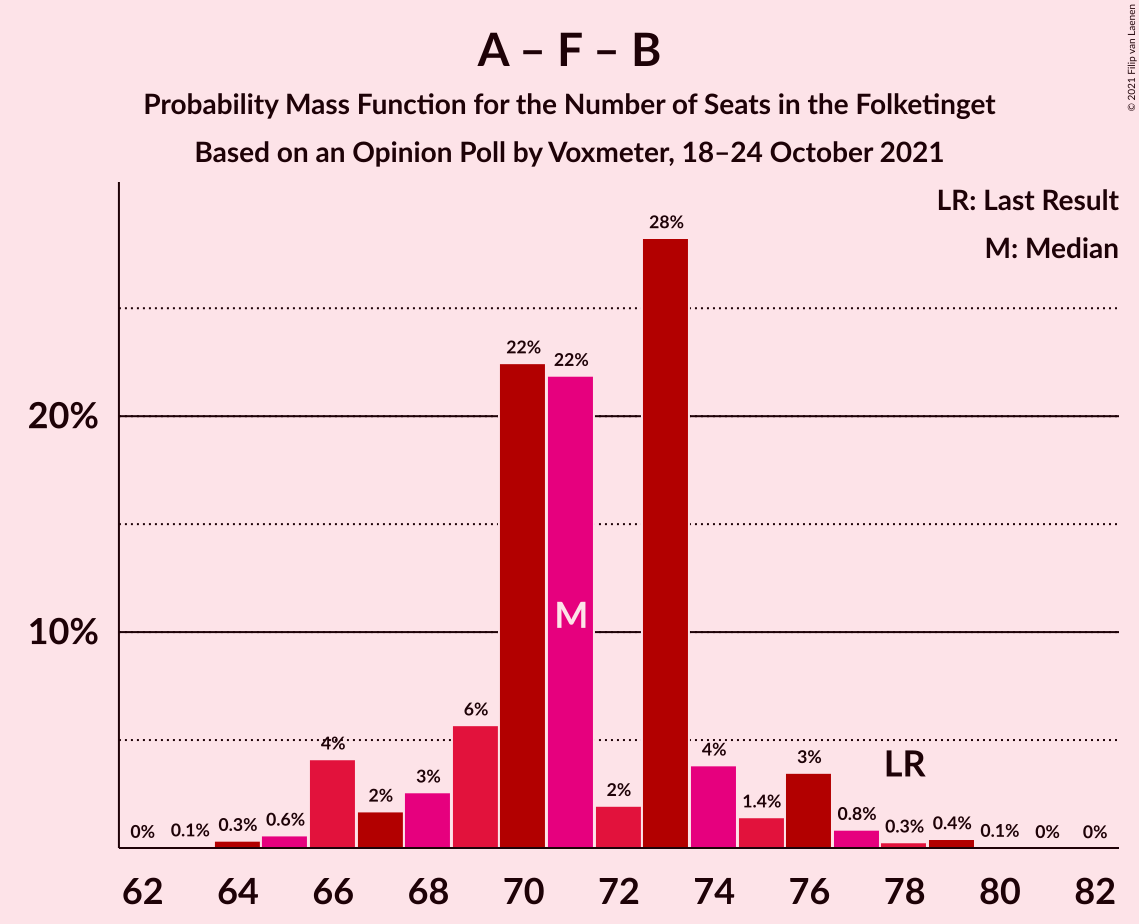 A – F – B
Probability Mass Function for the Number of Seats in the Folketinget
Based on an Opinion Poll by Voxmeter, 18–24 October 2021
© 2021 Filip van Laenen
LR: Last Result
M: Median
20%
10%
0%
0.1%
0.3%
0.6%
4%
2%
3%
6%
22%
22%
2%
28%
4%
1.4%
3%
0.8%
0.3%
0.4%
0.1%
0%
0%
M
LR
62 64 66 68 70 72 74 76 78 80 82